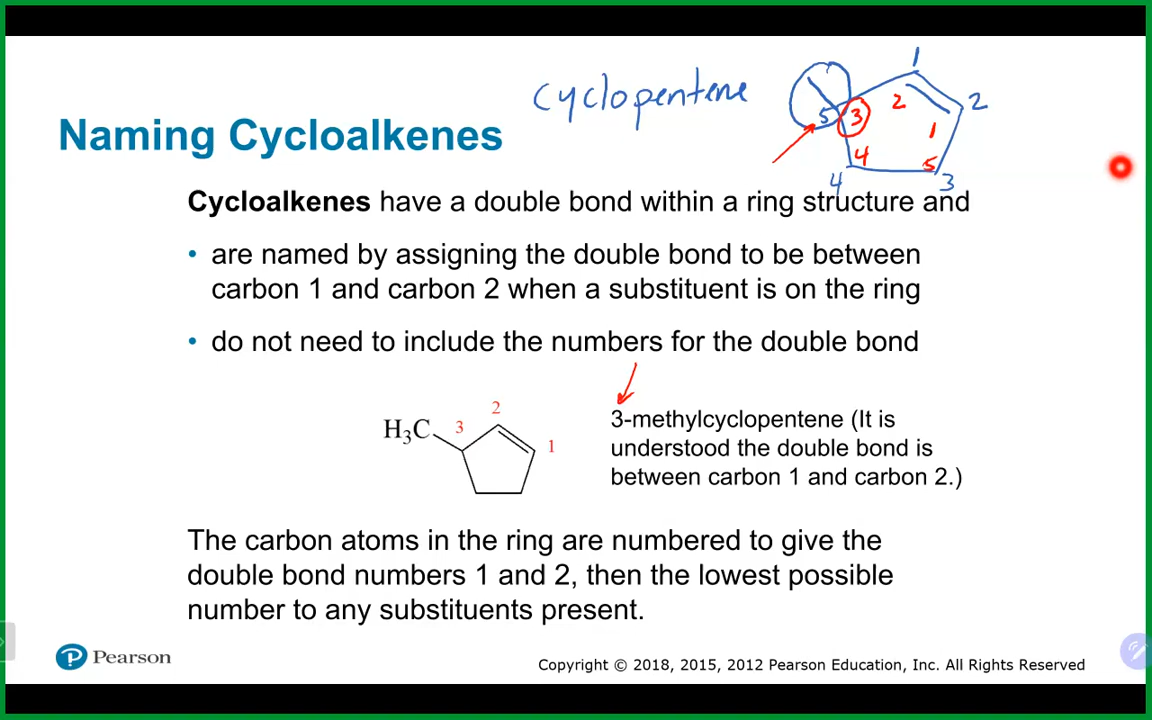 cyclopentene
1
2
2
5
3
1
4
5
4
3
Naming Cycloalkenes
Cycloalkenes have a double bond within a ring structure and
• are named by assigning the double bond to be between
carbon 1 and carbon 2 when a substituent is on the ring
• do not need to include the numbers for the double bond
2
H₃C
3
1
3-methylcyclopentene (It is
understood the double bond is
between carbon 1 and carbon 2.)
The carbon atoms in the ring are numbered to give the
double bond numbers 1 and 2, then the lowest possible
number to any substituents present.
P Pearson
Copyright © 2018, 2015, 2012 Pearson Education, Inc. All Rights Reserved